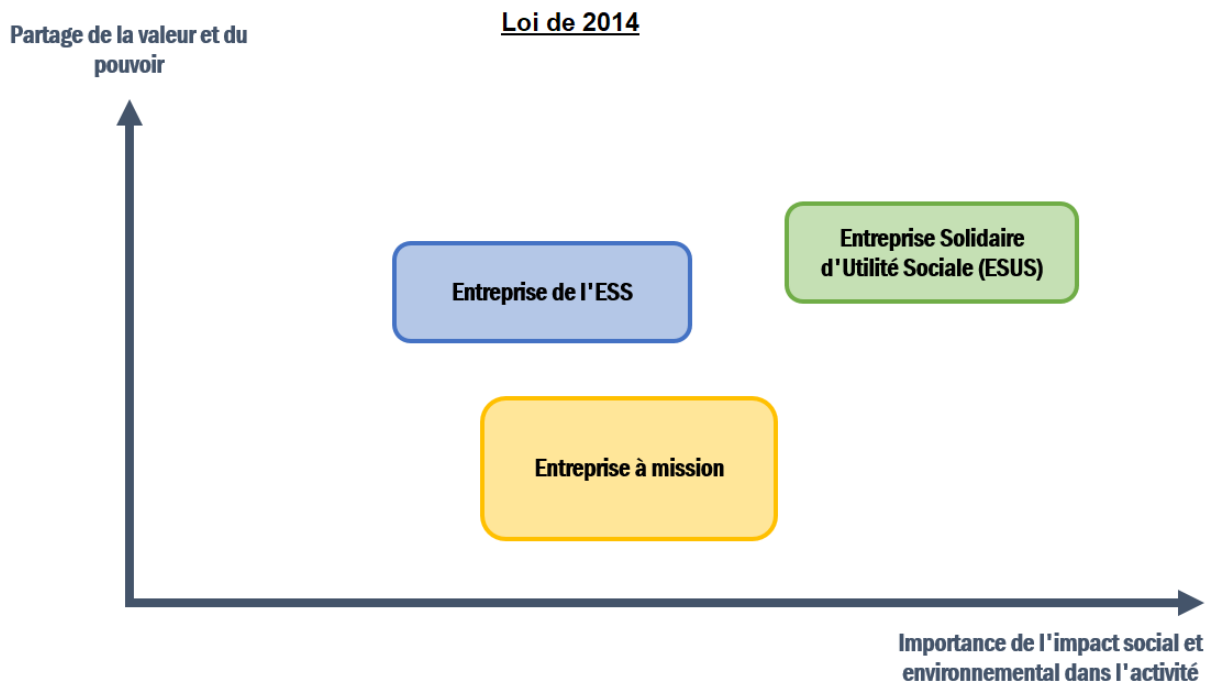 Loi de 2014
Partage de la valeur et du
pouvoir
Entreprise Solidaire
d'Utilité Sociale (ESUS)
Entreprise de l'ESS
Entreprise à mission
Importance de l'impact social et
environnemental dans l'activité